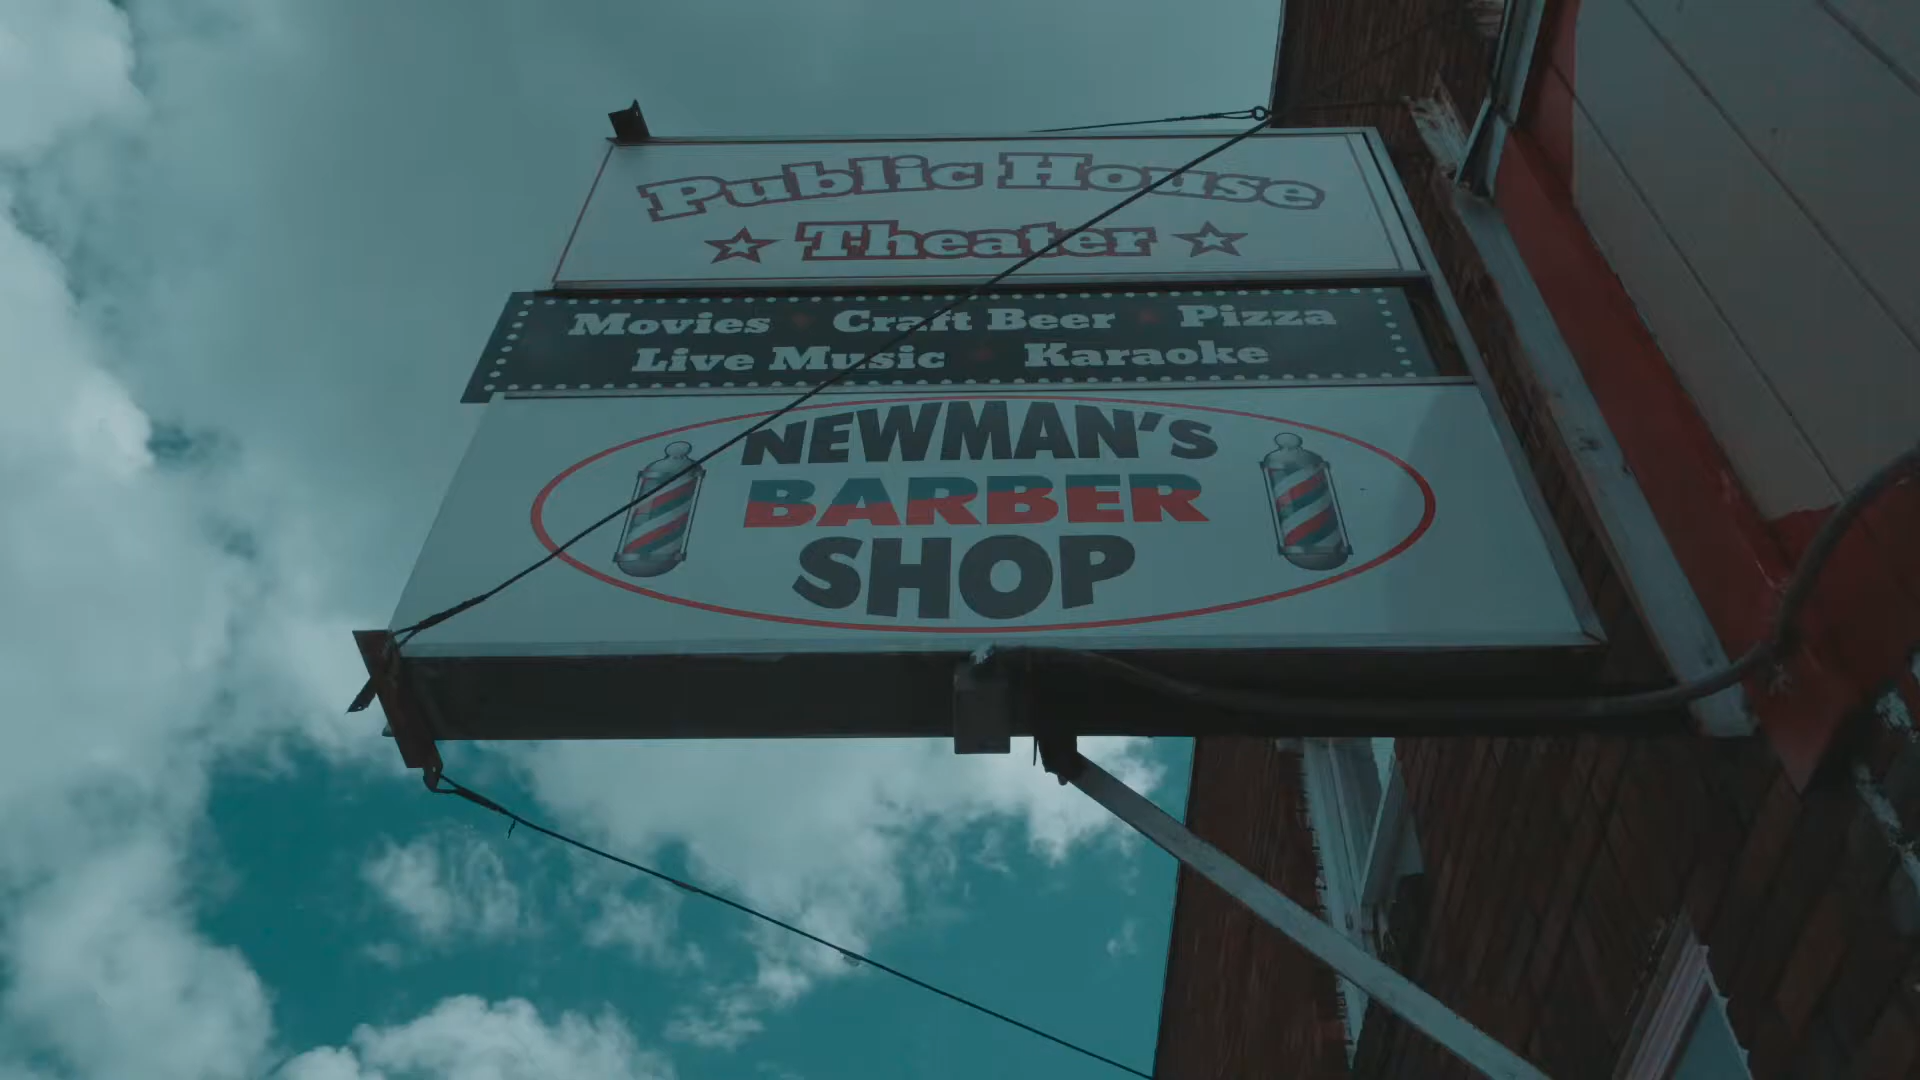 Public House
Theater
Movies Craft Beer Pizza
Live Music Karaoke
NEWMAN'S
BARBER
SHOP